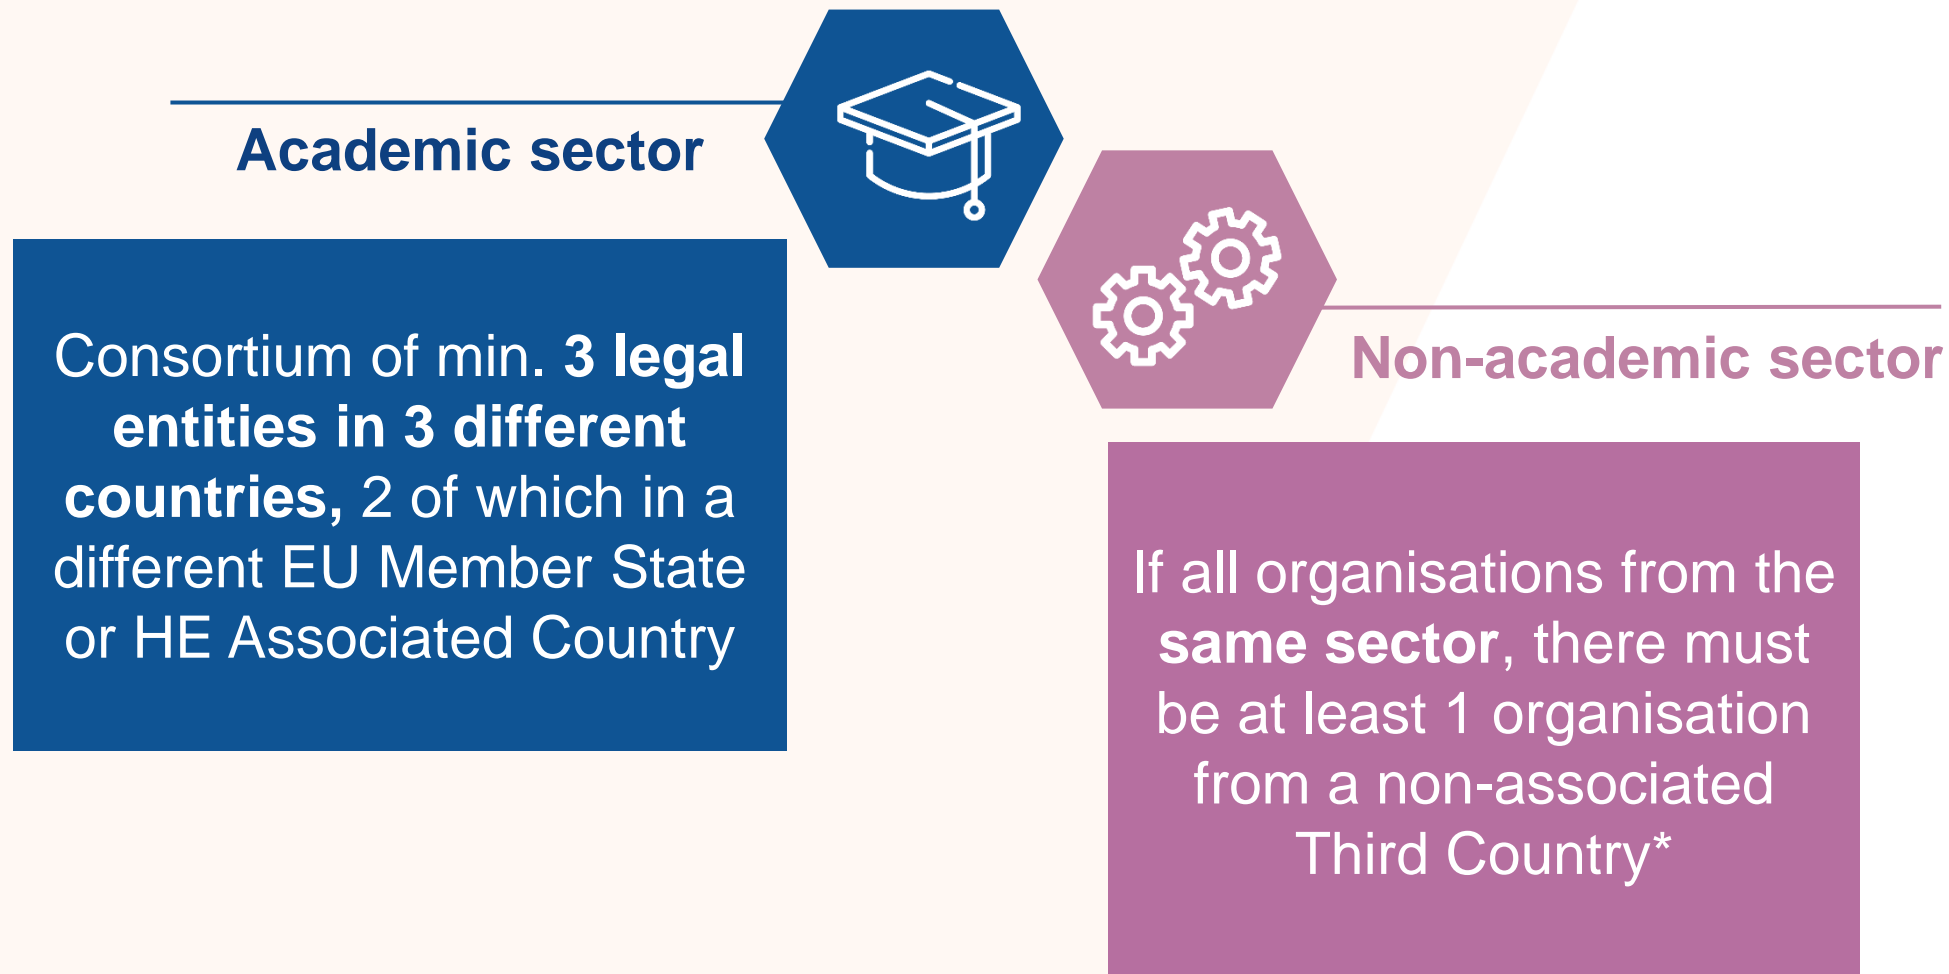 Academic sector
Consortium of min. 3 legal
entities in 3 different
countries, 2 of which in a
different EU Member State
or HE Associated Country
Non-academic sector
If all organisations from the
same sector, there must
be at least 1 organisation
from a non-associated
Third Country*